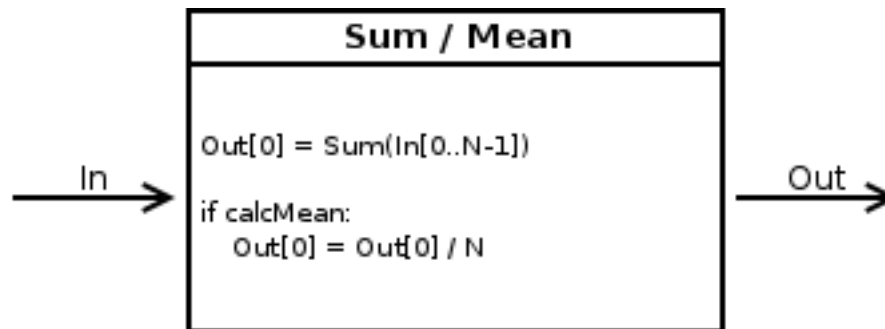 Sum / Mean
Out[0] = Sum(In[0..N-1])
In
Out
if calcMean:
Out[0] = Out[0] / N